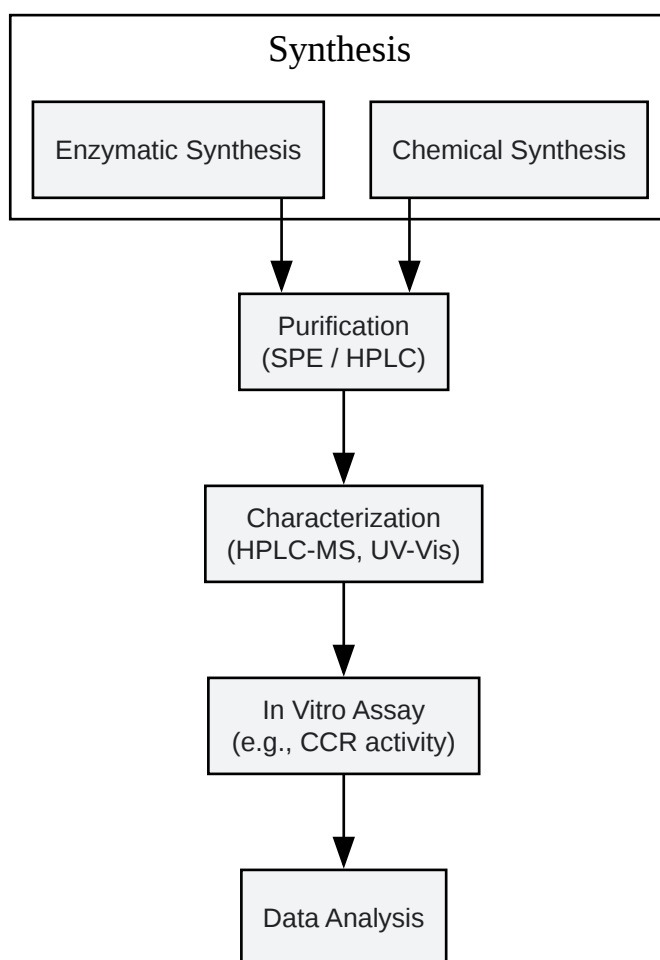 Synthesis
Enzymatic Synthesis
Chemical Synthesis
Purification
(SPE / HPLC)
Characterization
(HPLC-MS, UV-Vis)
In Vitro Assay
(e.g., CCR activity)
Data Analysis